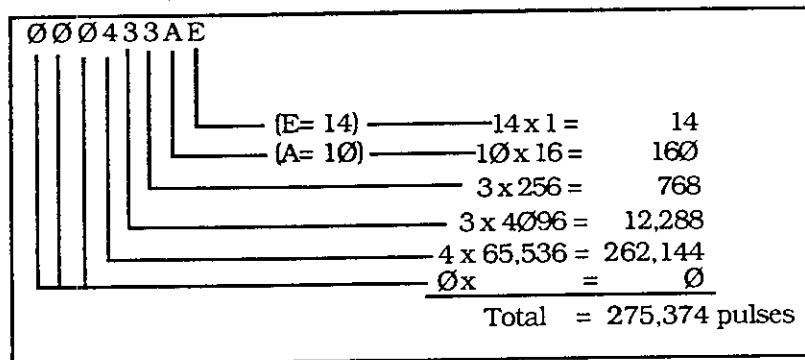 ØØØ433AE
(E= 14) 14 x 1 = 14
(A= 1Ø) 1Ø x 16 = 16Ø
3 x 256 = 768
3 x 4Ø96 = 12,288
4 x 65,536 = 262,144
Øx = Ø
Total = 275,374 pulses